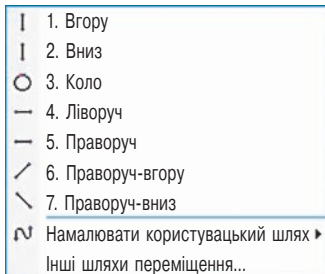 1. Вгору
2. Вниз
3. Коло
4. Ліворуч
5. Праворуч
6. Праворуч-вгору
7. Праворуч-вниз
Намалювати користувацький шлях
Інші шляхи переміщення...